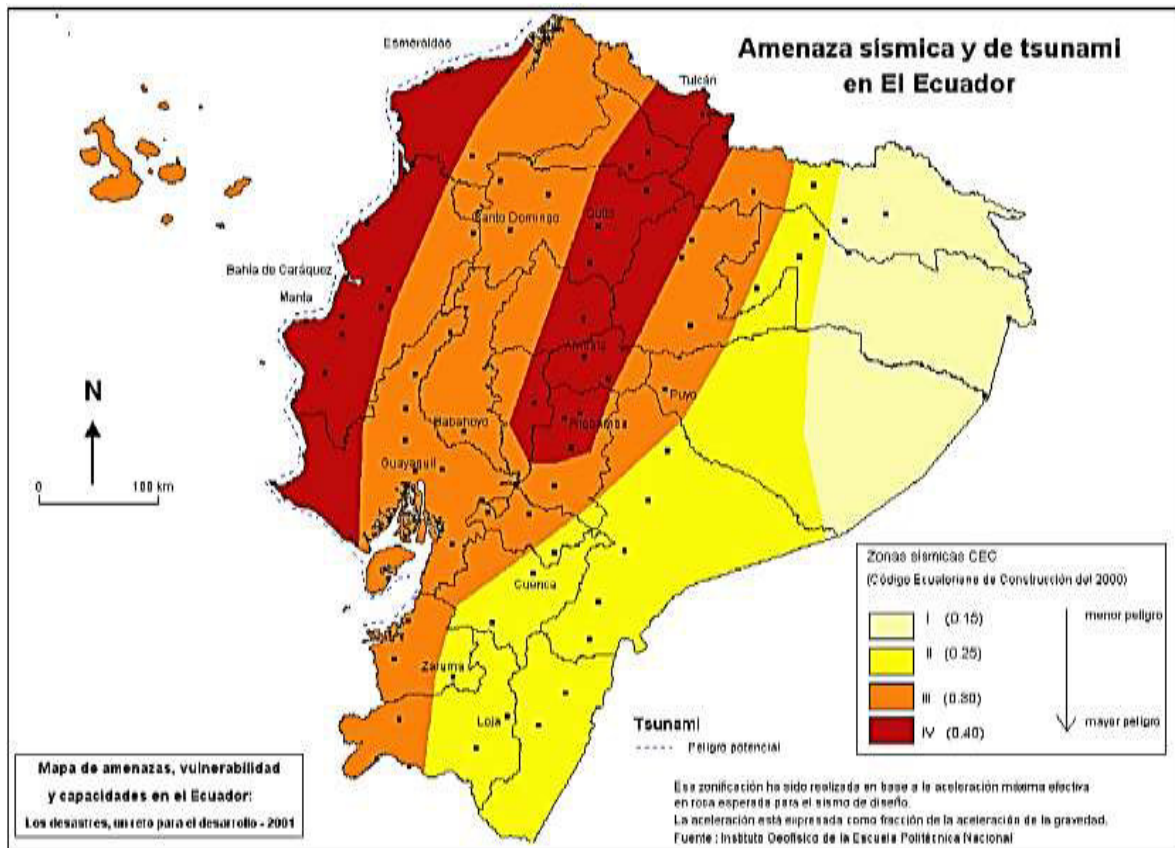 Amenaza sísmica y de tsunami
en El Ecuador
Esmeraldas
Tulcán
Santo Domingo
Quito
Bahía de Caráquez
Manta
Ambato
N
Puyo
Babahoyo
Riobamba
Guayaquil
0 100 km
Cuenca
Zaruma
Loja
Zonas sísmicas CEC
(Código Ecuatoriano de Construcción del 2000)
I (0.15) menor peligro
II (0.25)
III (0.30)
IV (0.40) mayor peligro
Tsunami
Peligro potencial
Mapa de amenazas, vulnerabilidad
y capacidades en el Ecuador:
Los desastres, un reto para el desarrollo - 2001
Esa zonificación ha sido realizada en base a la aceleración máxima efectiva
en roca esperada para el sismo de diseño.
La aceleración está expresada como fracción de la aceleración de la gravedad.
Fuente : Instituto Geofísico de la Escuela Politécnica Nacional